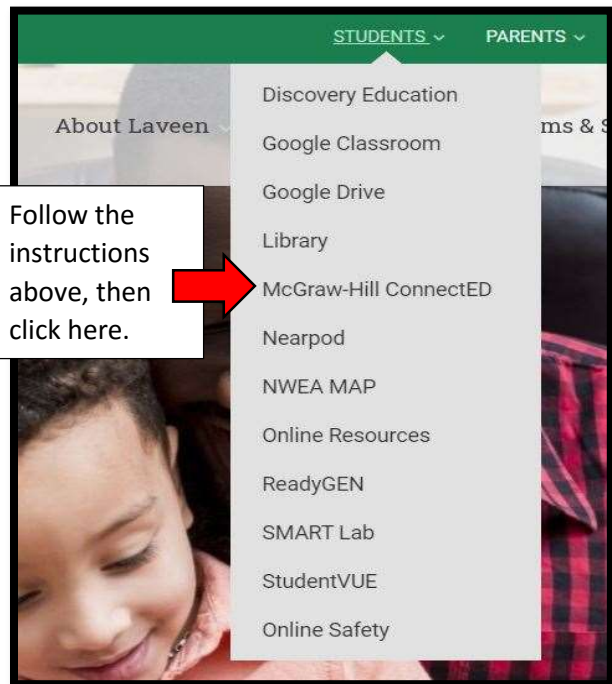 STUDENTS PARENTS
About Laveen ms &
Discovery Education
Google Classroom
Google Drive
Library
McGraw-Hill ConnectED
Nearpod
NWEA MAP
Online Resources
ReadyGEN
SMART Lab
StudentVUE
Online Safety
Follow the
instructions
above, then
click here.